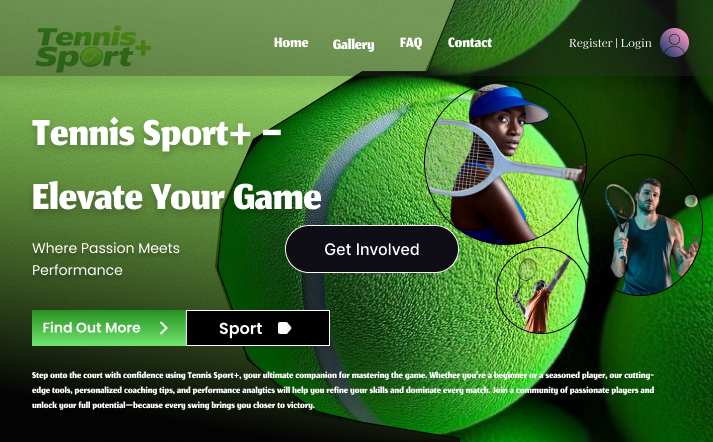 Tennis
Sport+
Home Gallery FAQ Contact Register | Login
Tennis Sport+ –
Elevate Your Game
Where Passion Meets
Performance
Get Involved
Find Out More
Sport
Step onto the court with confidence using Tennis Sport+, your ultimate companion for mastering the game. Whether you're a beginner or a seasoned player, our cutting-
edge tools, personalized coaching tips, and performance analytics will help you refine your skills and dominate every match. Join a community of passionate players and
unlock your full potential—because every swing brings you closer to victory.